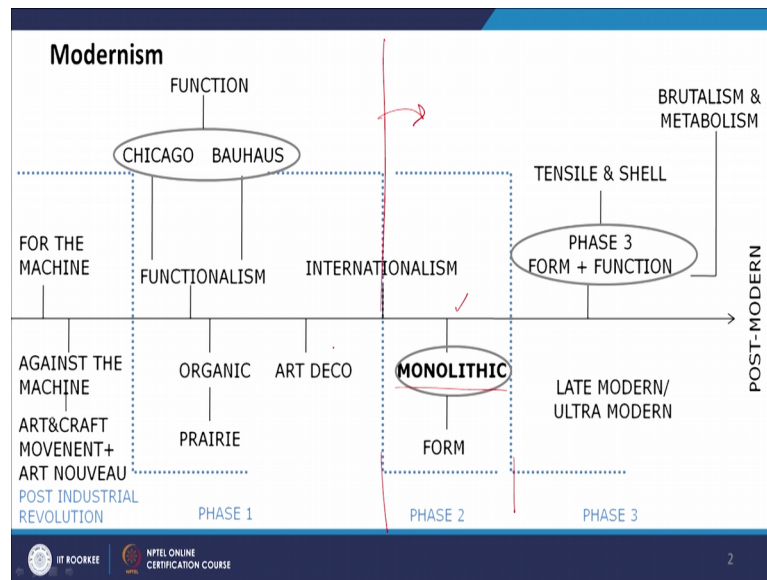 Modernism
FUNCTION
CHICAGO BAUHAUS
BRUTALISM &
METABOLISM
TENSILE & SHELL
FOR THE
MACHINE
FUNCTIONALISM
INTERNATIONALISM
PHASE 3
FORM + FUNCTION
POST-MODERN
AGAINST THE
MACHINE
ART&CRAFT
MOVENENT+
ART NOUVEAU
ORGANIC
PRAIRIE
ART DECO
MONOLITHIC
FORM
LATE MODERN/
ULTRA MODERN
POST INDUSTRIAL
REVOLUTION
PHASE 1
PHASE 2
PHASE 3
IIT ROORKEE
NPTEL ONLINE
CERTIFICATION COURSE
2